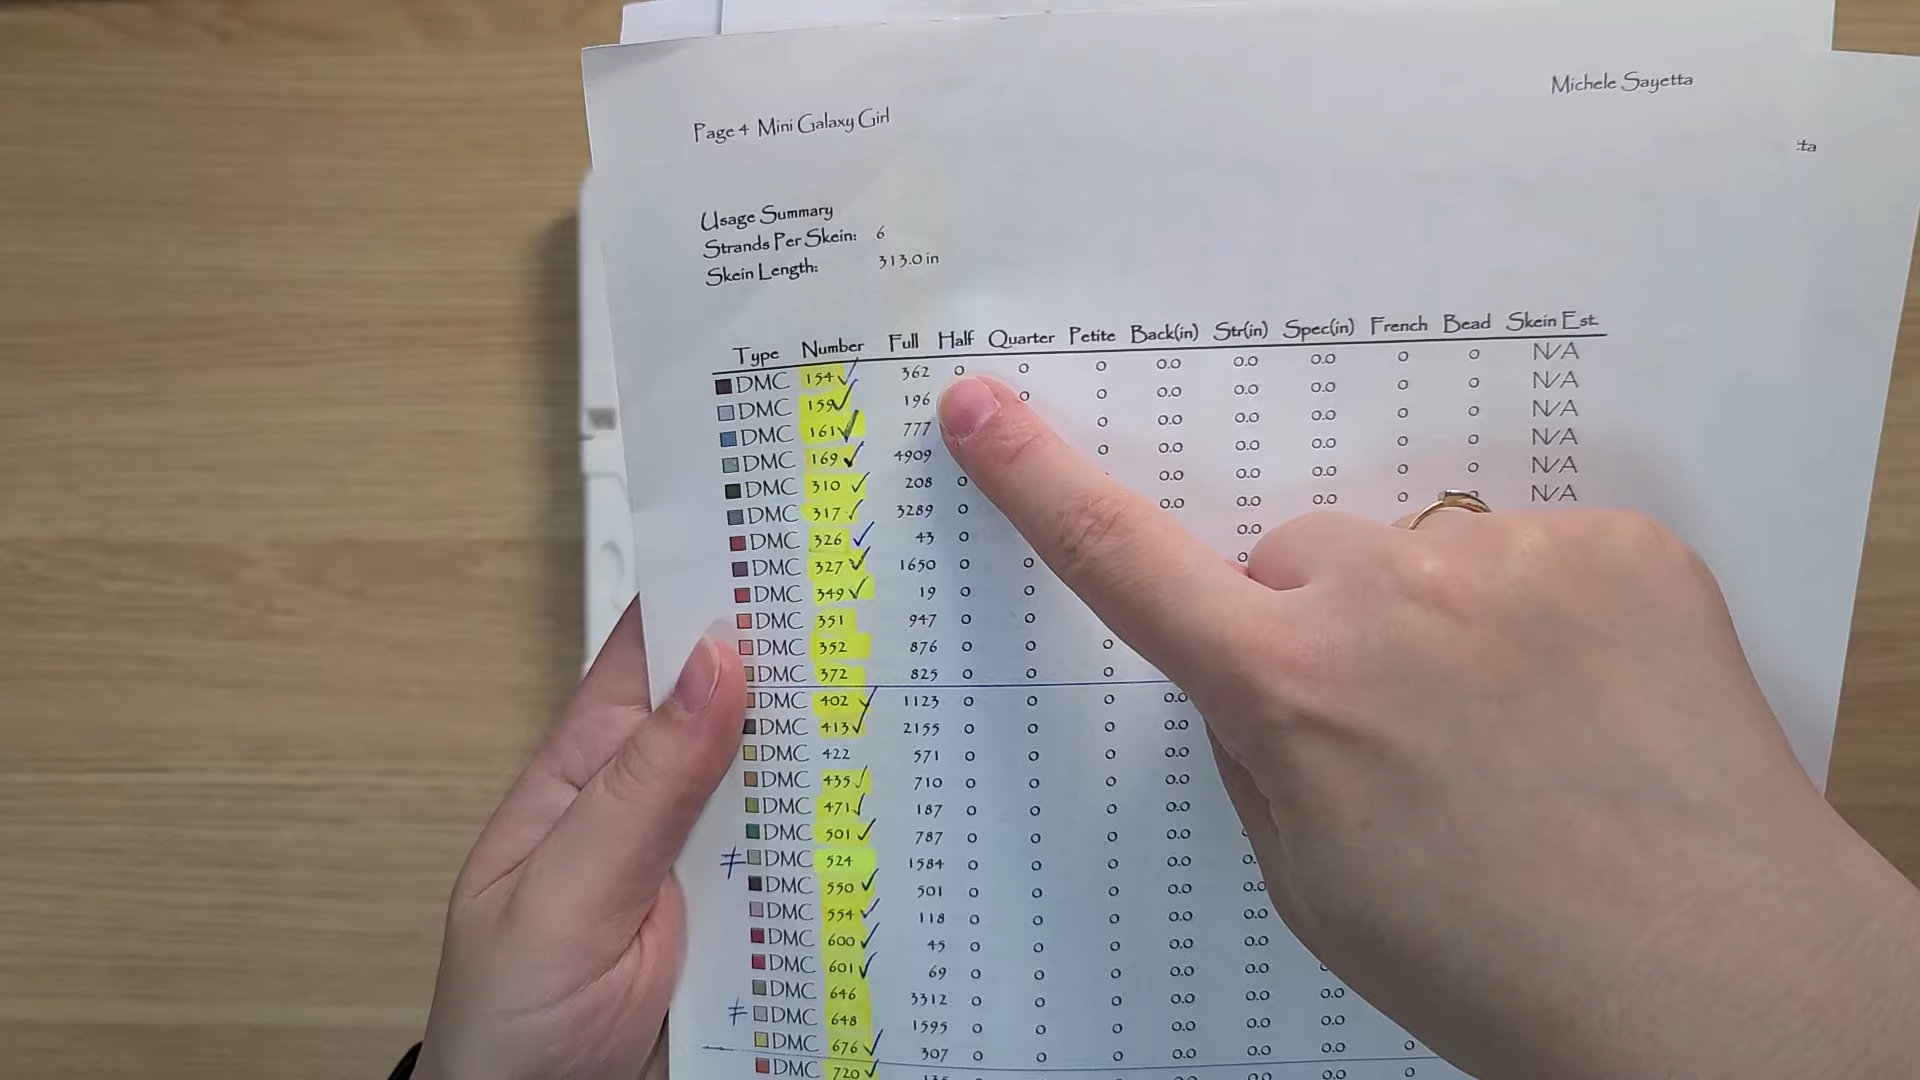 Michele Sayetta
Page 4 Mini Galaxy Girl
ta
Usage Summary
Strands Per Skein: 6
Skein Length: 313.0 in
Type Number Full Half Quarter Petite Back(in) Str(in) Spec(in) French Bead Skein Est.
DMC 154 ✓ 362 0 0 0 0.0 0.0 0.0 0 0 N/A
DMC 159 ✓ 196 0 0 0.0 0.0 0.0 0 0 N/A
DMC 161 ✓ 777 0 0.0 0.0 0.0 0 0 N/A
DMC 169 ✓ 4909 0 0.0 0.0 0.0 0 0 N/A
DMC 310 ✓ 208 0 0.0 0.0 0.0 0 0 N/A
DMC 317 ✓ 3289 0 0.0 0.0 0.0 0 0 N/A
DMC 326 ✓ 43 0 0.0
DMC 327 ✓ 1650 0 0 0
DMC 349 ✓ 19 0 0
DMC 351 947 0 0
DMC 352 876 0 0 0
DMC 372 825 0 0 0
DMC 402 ✓ 1123 0 0 0 0.0
DMC 413 ✓ 2155 0 0 0 0.0
DMC 422 571 0 0 0 0.0
DMC 435 ✓ 710 0 0 0 0.0
DMC 471 ✓ 187 0 0 0 0.0
DMC 501 ✓ 787 0 0 0 0.0
≠ DMC 524 1584 0 0 0 0.0 0.
DMC 550 ✓ 501 0 0 0 0.0 0.0
DMC 554 ✓ 118 0 0 0 0.0 0.0
DMC 600 ✓ 45 0 0 0 0.0 0.0
DMC 601 ✓ 69 0 0 0 0.0 0.0
DMC 646 3312 0 0 0 0.0 0.0 0.0
≠ DMC 648 1595 0 0 0 0.0 0.0 0.0
DMC 676 ✓ 307 0 0 0 0.0 0.0 0.0 0
DMC 720 ✓ 0.0 0.0 0